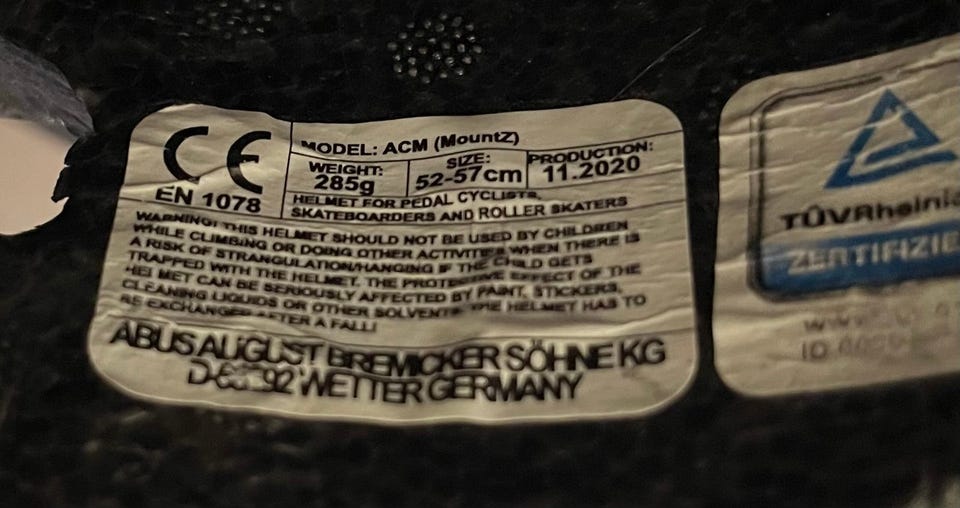 CE
EN 1078
MODEL: ACM (MountZ)
WEIGHT:
285g
SIZE:
52-57cm
PRODUCTION:
11.2020
HELMET FOR PEDAL CYCLISTS,
SKATEBOARDERS AND ROLLER SKATERS
WARNING! THIS HELMET SHOULD NOT BE USED BY CHILDREN
WHILE CLIMBING OR DOING OTHER ACTIVITIES WHEN THERE IS
A RISK OF STRANGULATION/HANGING IF THE CHILD GETS
TRAPPED WITH THE HELMET. THE PROTECTIVE EFFECT OF THE
HELMET CAN BE SERIOUSLY AFFECTED BY PAINT, STICKERS,
CLEANING LIQUIDS OR OTHER SOLVENTS. THE HELMET HAS TO
BE EXCHANGED AFTER A FALL!
ABUS AUGUST BREMICKER SÖHNE KG
WETTER GERMANY
TÜVRheinla
ZERTIFIZIE
ID